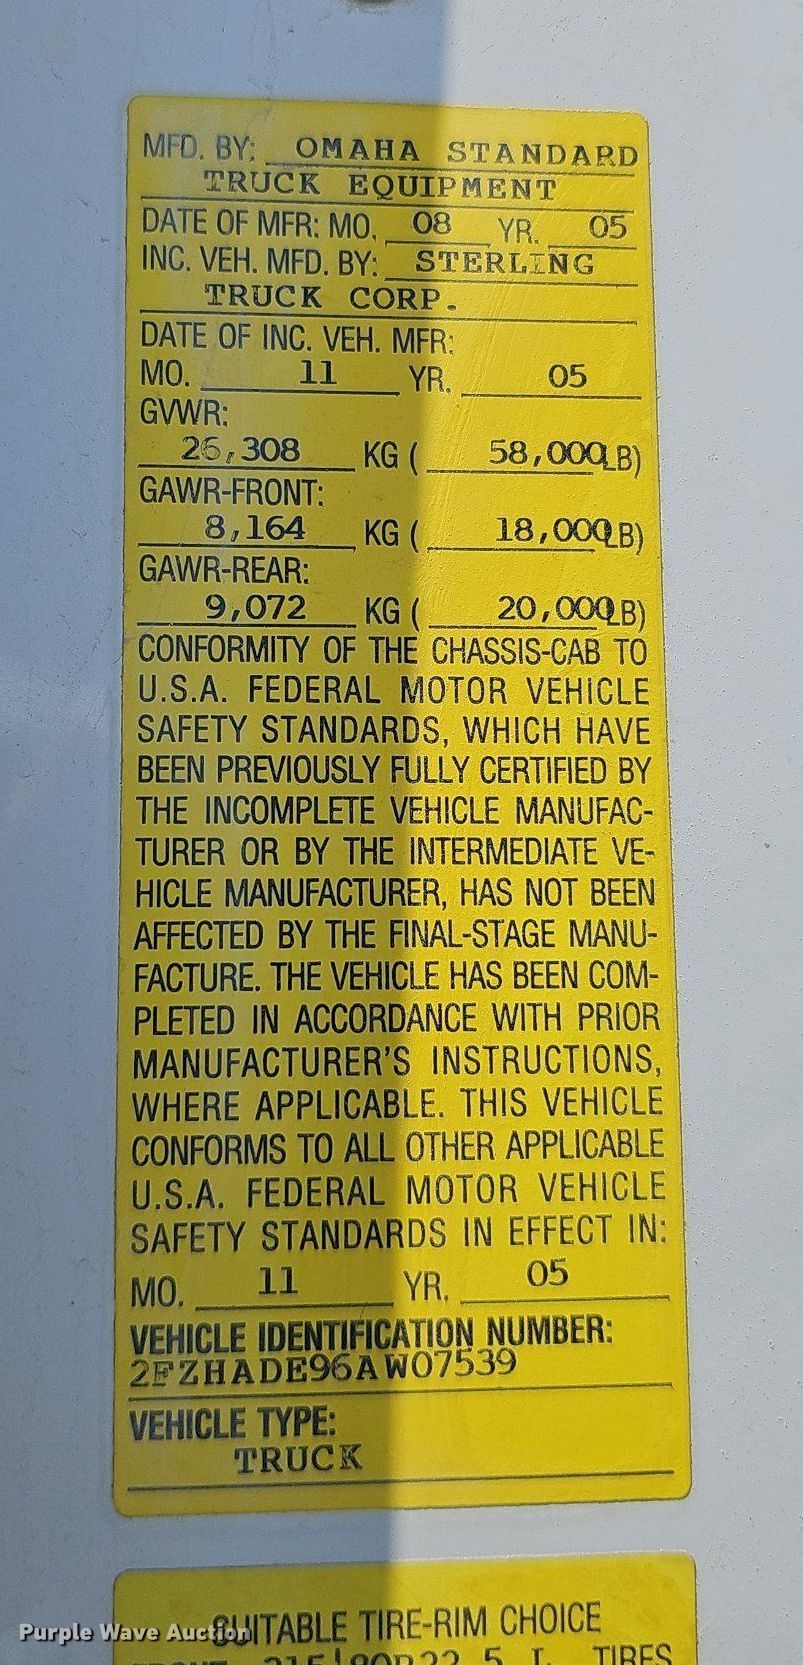 MFD. BY: OMAHA STANDARD
TRUCK EQUIPMENT
DATE OF MFR: MO. 08 YR. 05
INC. VEH. MFD. BY: STERLING
TRUCK CORP.
DATE OF INC. VEH. MFR:
MO. 11 YR. 05
GVWR:
26,308 KG ( 58,000LB)
GAWR-FRONT:
8,164 KG ( 18,000LB)
GAWR-REAR:
9,072 KG ( 20,000LB)
CONFORMITY OF THE CHASSIS-CAB TO
U.S.A. FEDERAL MOTOR VEHICLE
SAFETY STANDARDS, WHICH HAVE
BEEN PREVIOUSLY FULLY CERTIFIED BY
THE INCOMPLETE VEHICLE MANUFAC-
TURER OR BY THE INTERMEDIATE VE-
HICLE MANUFACTURER, HAS NOT BEEN
AFFECTED BY THE FINAL-STAGE MANU-
FACTURE. THE VEHICLE HAS BEEN COM-
PLETED IN ACCORDANCE WITH PRIOR
MANUFACTURER'S INSTRUCTIONS,
WHERE APPLICABLE. THIS VEHICLE
CONFORMS TO ALL OTHER APPLICABLE
U.S.A. FEDERAL MOTOR VEHICLE
SAFETY STANDARDS IN EFFECT IN:
MO. 11 YR. 05
VEHICLE IDENTIFICATION NUMBER:
2FZHADE96AW07539
VEHICLE TYPE:
TRUCK
SUITABLE TIRE-RIM CHOICE
Purple Wave Auction
TIRES